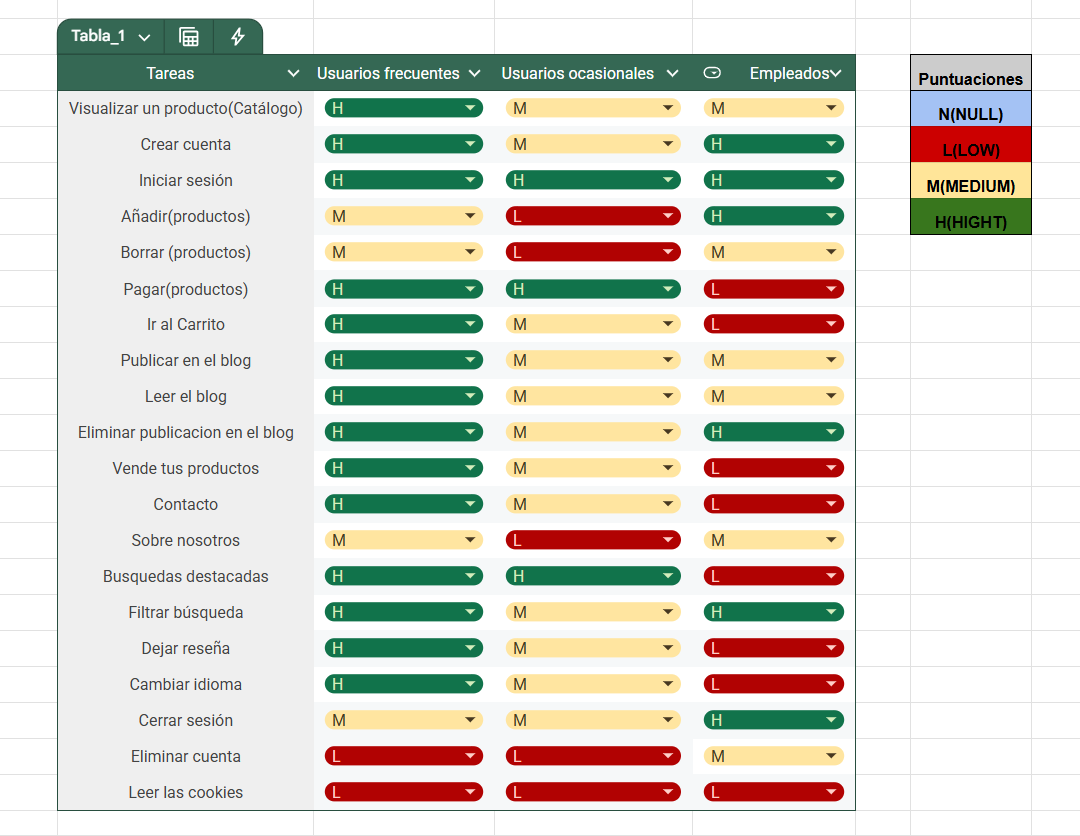 Tabla_1
Tareas Usuarios frecuentes Usuarios ocasionales Empleados
Visualizar un producto(Catálogo) H M M
Crear cuenta H M H
Iniciar sesión H H H
Añadir(productos) M L H
Borrar (productos) M L M
Pagar(productos) H H L
Ir al Carrito H M L
Publicar en el blog H M M
Leer el blog H M M
Eliminar publicacion en el blog H M H
Vende tus productos H M L
Contacto H M L
Sobre nosotros M L M
Busquedas destacadas H H L
Filtrar búsqueda H M H
Dejar reseña H M L
Cambiar idioma H M L
Cerrar sesión M M H
Eliminar cuenta L L M
Leer las cookies L L L
Puntuaciones
N(NULL)
L(LOW)
M(MEDIUM)
H(HIGHT)